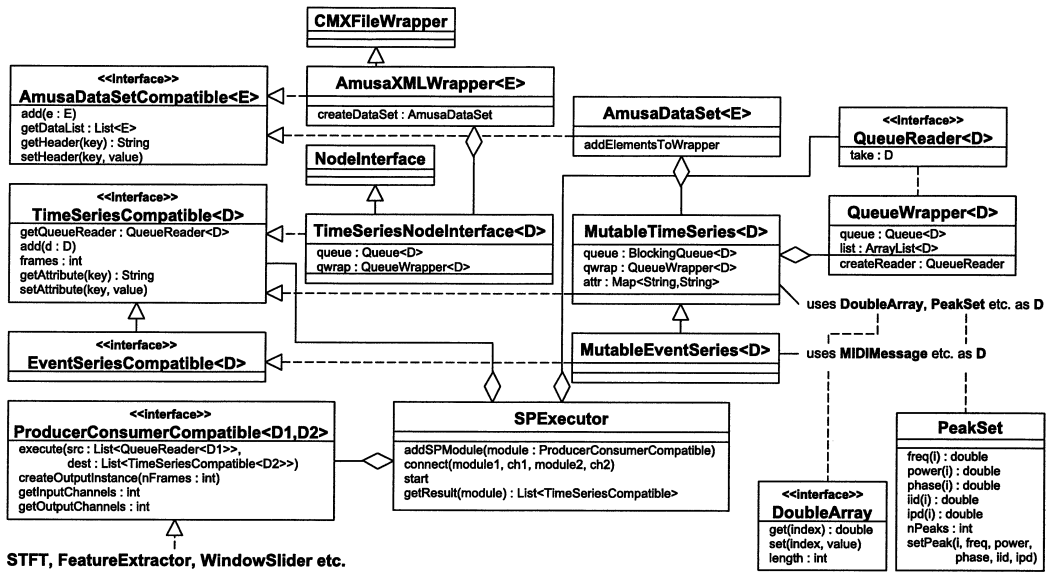 CMXFileWrapper
<<Interface>>
AmusaDataSetCompatible<E>
add(e : E)
getDataList : List<E>
getHeader(key) : String
setHeader(key, value)
AmusaXMLWrapper<E>
createDataSet : AmusaDataSet
AmusaDataSet<E>
addElementsToWrapper
<<Interface>>
QueueReader<D>
take : D
NodeInterface
<<Interface>>
TimeSeriesCompatible<D>
getQueueReader : QueueReader<D>
add(d : D)
frames : int
getAttribute(key) : String
setAttribute(key, value)
TimeSeriesNodeInterface<D>
queue : Queue<D>
qwrap : QueueWrapper<D>
MutableTimeSeries<D>
queue : BlockingQueue<D>
qwrap : QueueWrapper<D>
attr : Map<String,String>
QueueWrapper<D>
queue : Queue<D>
list : ArrayList<D>
createReader : QueueReader
uses DoubleArray, PeakSet etc. as D
<<interface>>
EventSeriesCompatible<D>
MutableEventSeries<D>
uses MIDIMessage etc. as D
<<interface>>
ProducerConsumerCompatible<D1,D2>
execute(src : List<QueueReader<D1>>,
dest : List<TimeSeriesCompatible<D2>>)
createOutputInstance(nFrames : int)
getInputChannels : int
getOutputChannels : int
STFT, FeatureExtractor, WindowSlider etc.
SPExecutor
addSPModule(module : ProducerConsumerCompatible)
connect(module1, ch1, module2, ch2)
start
getResult(module) : List<TimeSeriesCompatible>
<<interface>>
DoubleArray
get(index) : double
set(index, value)
length : int
PeakSet
freq(i) : double
power(i) : double
phase(i) : double
iid(i) : double
ipd(i) : double
nPeaks : int
setPeak(i, freq, power,
phase, iid, ipd)